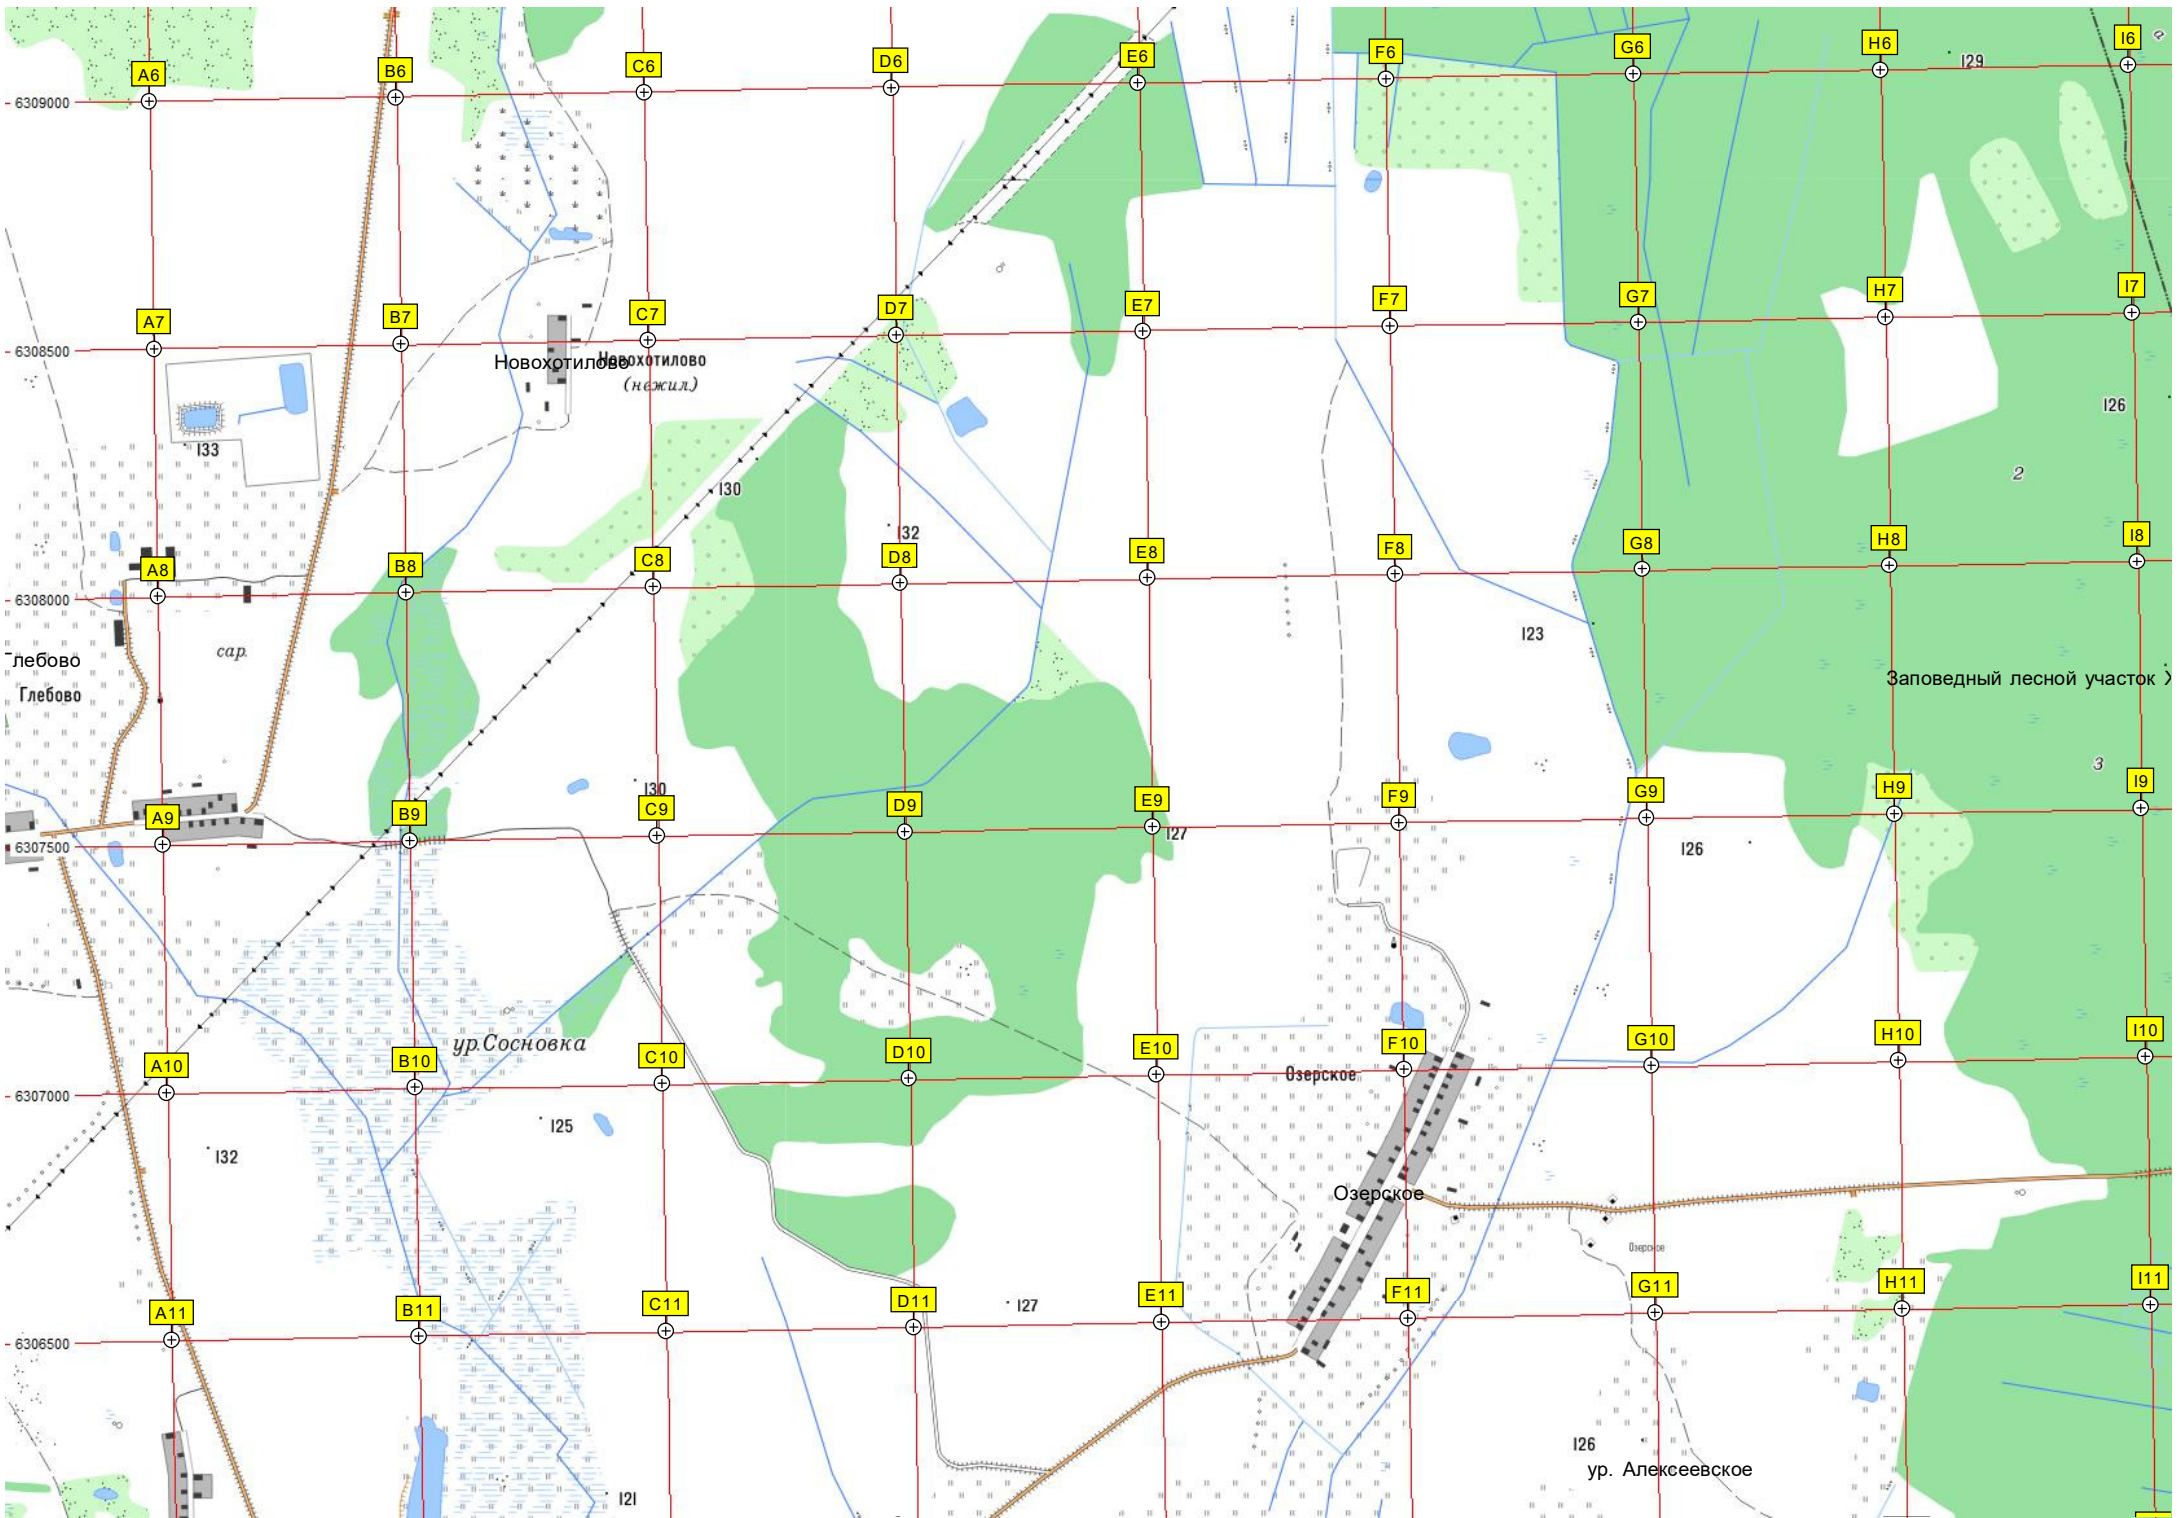 I6
G6
H6
E6
F6
C6
D6
129
A6
B6
6309000
I7
G7
H7
D7
E7
F7
A7
B7
C7
6308500
Новохотилово
Новохотилово
(нежил.)
126
133
130
2
132
I8
G8
H8
E8
F8
C8
D8
A8
B8
6308000
123
сар.
Глебово
Глебово
Заповедный лесной участок
3
130
I9
G9
H9
E9
F9
C9
D9
A9
B9
127
126
6307500
ур. Сосновка
I10
G10
H10
E10
F10
C10
D10
A10
B10
Озерское
6307000
125
132
Озерское
Озерское
I11
G11
H11
E11
F11
C11
D11
127
A11
B11
6306500
126
ур. Алексеевское
121